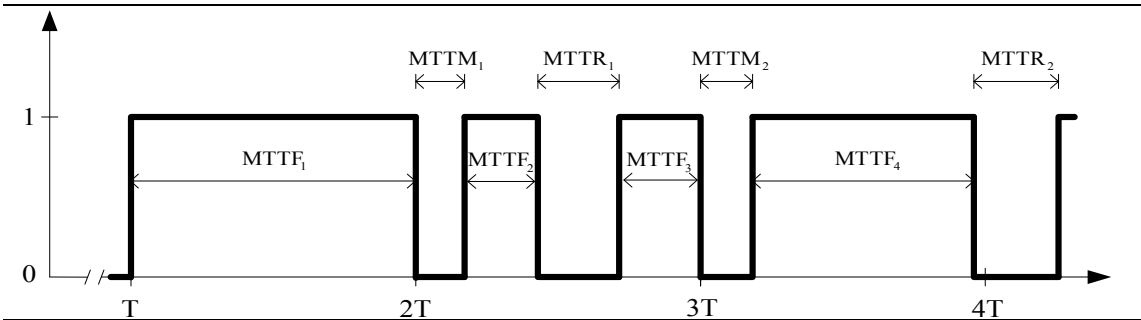 MTTM₁ MTTR₁ MTTM₂ MTTR₂
1
MTTF₁ MTTF₂ MTTF₃ MTTF₄
0
T 2T 3T 4T